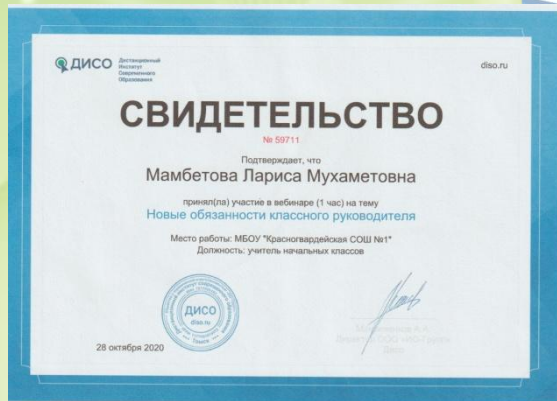 ДИСО
Дистанционный
Институт
Современного
Образования
diso.ru
СВИДЕТЕЛЬСТВО
№ 59711
Подтверждает, что
Мамбетова Лариса Мухаметовна
принял(ла) участие в вебинаре (1 час) на тему
Новые обязанности классного руководителя
Место работы: МБОУ "Красногвардейская СОШ №1"
Должность: учитель начальных классов
ДИСО
diso.ru
28 октября 2020